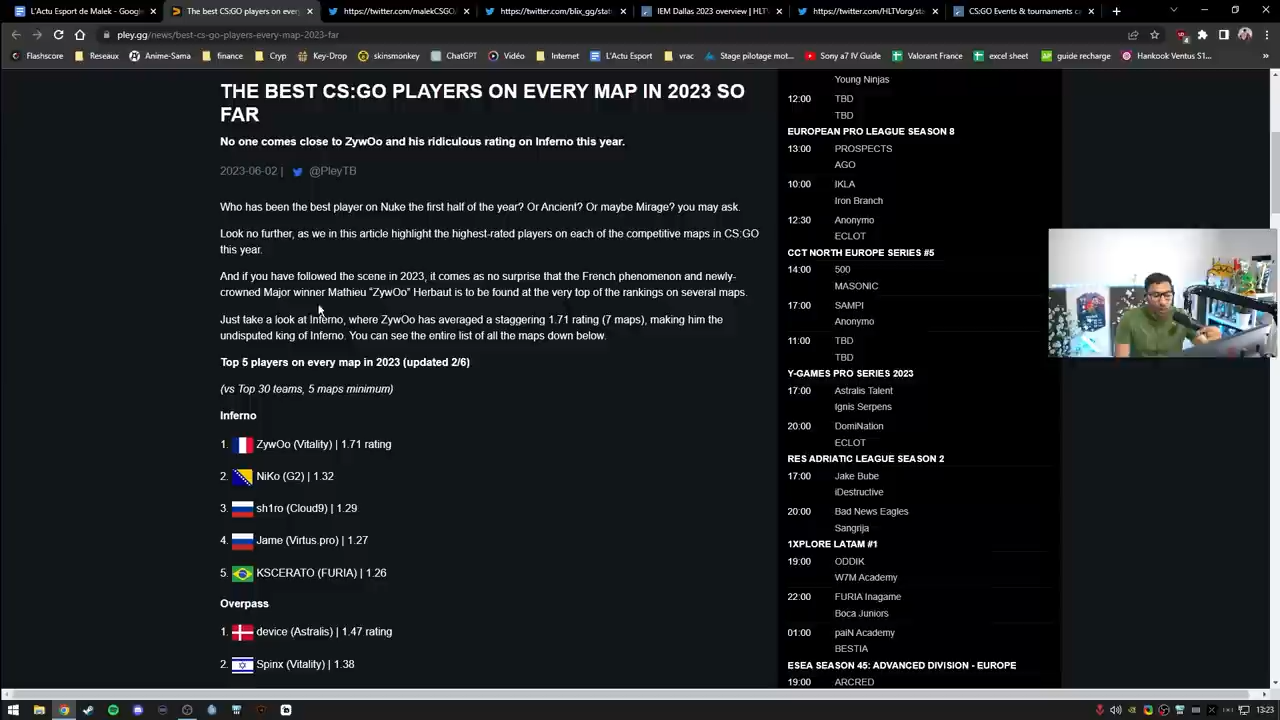 L'Actu Esport de Malek - Google
The best CS:GO players on every
https://twitter.com/malekCSGO/
https://twitter.com/blix_gg/stat
IEM Dallas 2023 overview | HLTV
https://twitter.com/HLTVorg/sta
CS:GO Events & tournaments ca
pley.gg/news/best-cs-go-players-every-map-2023-far
Flashscore
Reseaux
Anime-Sama
finance
Cryp
Key-Drop
skinsmonkey
ChatGPT
Vidéo
Internet
L'Actu Esport
vrac
Stage pilotage mot...
Sony a7 IV Guide
Valorant France
excel sheet
guide recharge
Hankook Ventus S1...
THE BEST CS:GO PLAYERS ON EVERY MAP IN 2023 SO
FAR
No one comes close to ZywOo and his ridiculous rating on Inferno this year.
2023-06-02 | @PleyTB
Who has been the best player on Nuke the first half of the year? Or Ancient? Or maybe Mirage? you may ask.
Look no further, as we in this article highlight the highest-rated players on each of the competitive maps in CS:GO
this year.
And if you have followed the scene in 2023, it comes as no surprise that the French phenomenon and newly-
crowned Major winner Mathieu “ZywOo” Herbaut is to be found at the very top of the rankings on several maps.
Just take a look at Inferno, where ZywOo has averaged a staggering 1.71 rating (7 maps), making him the
undisputed king of Inferno. You can see the entire list of all the maps down below.
Top 5 players on every map in 2023 (updated 2/6)
(vs Top 30 teams, 5 maps minimum)
Inferno
1. ZywOo (Vitality) | 1.71 rating
2. NiKo (G2) | 1.32
3. sh1ro (Cloud9) | 1.29
4. Jame (Virtus.pro) | 1.27
5. KSCERATO (FURIA) | 1.26
Overpass
1. device (Astralis) | 1.47 rating
2. Spinx (Vitality) | 1.38
Young Ninjas
12:00 TBD
TBD
EUROPEAN PRO LEAGUE SEASON 8
13:00 PROSPECTS
AGO
10:00 IKLA
Iron Branch
12:30 Anonymo
ECLOT
CCT NORTH EUROPE SERIES #5
14:00 500
MASONIC
17:00 SAMPI
Anonymo
11:00 TBD
TBD
Y-GAMES PRO SERIES 2023
17:00 Astralis Talent
Ignis Serpens
20:00 DomiNation
ECLOT
RES ADRIATIC LEAGUE SEASON 2
17:00 Jake Bube
iDestructive
20:00 Bad News Eagles
Sangrija
1XPLORE LATAM #1
19:00 ODDIK
W7M Academy
22:00 FURIA Inagame
Boca Juniors
01:00 paiN Academy
BESTIA
ESEA SEASON 45: ADVANCED DIVISION - EUROPE
19:00 ARCRED
13:23